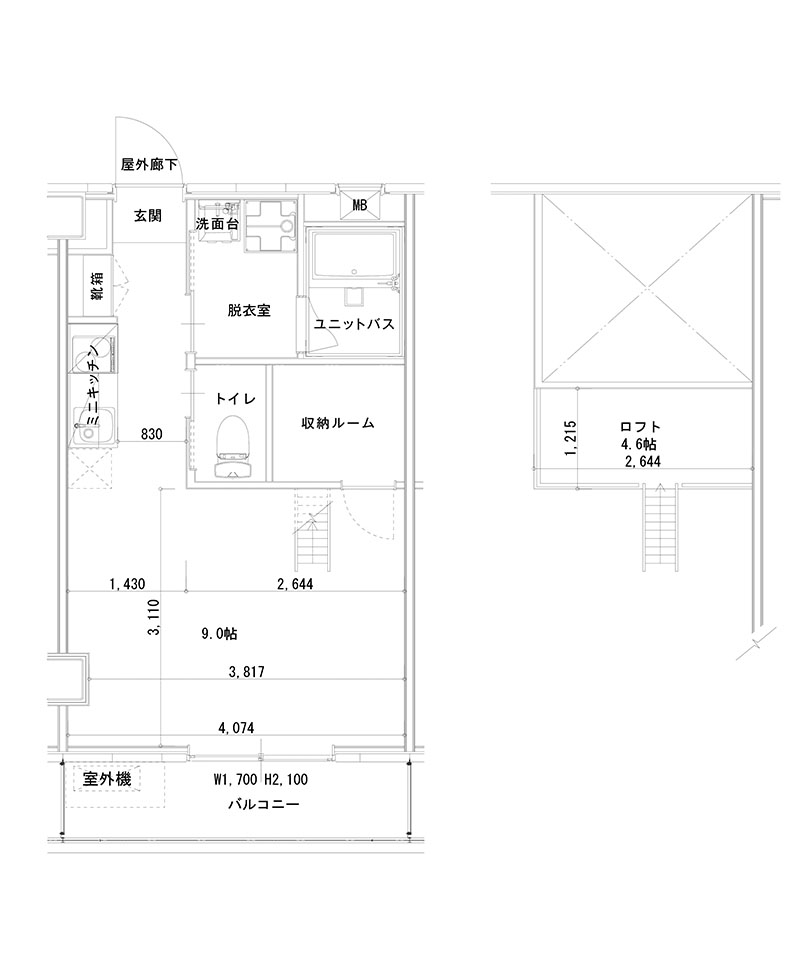 屋外廊下
玄関
洗面台
MB
靴箱
脱衣室
ユニットバス
ミニキッチン
トイレ
収納ルーム
830
1,430
2,644
3,110
9.0帖
3,817
4,074
室外機
W1,700 H2,100
バルコニー
1,215
ロフト
4.6帖
2,644